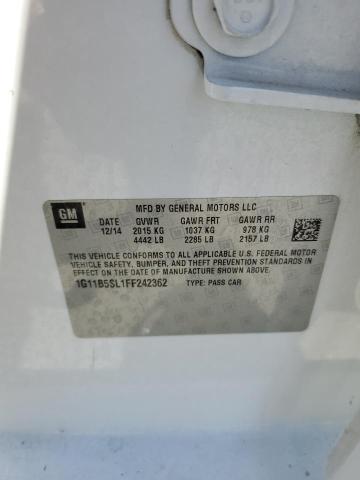 GM
MFD BY GENERAL MOTORS LLC
DATE GVWR GAWR FRT GAWR RR
12/14 2015 KG 1037 KG 978 KG
4442 LB 2285 LB 2157 LB
THIS VEHICLE CONFORMS TO ALL APPLICABLE U.S. FEDERAL MOTOR
VEHICLE SAFETY, BUMPER, AND THEFT PREVENTION STANDARDS
IN EFFECT ON THE DATE OF MANUFACTURE SHOWN ABOVE.
1G11B5SL1FF242362 TYPE: PASS CAR